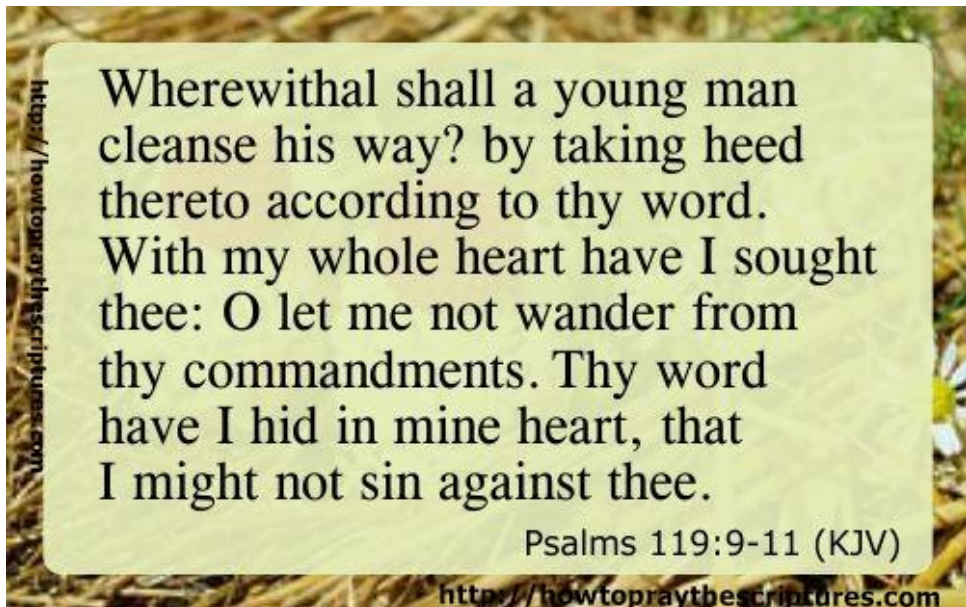 http://howtopraythescriptures.com
Wherewithal shall a young man
cleanse his way? by taking heed
thereto according to thy word.
With my whole heart have I sought
thee: O let me not wander from
thy commandments. Thy word
have I hid in mine heart, that
I might not sin against thee.
Psalms 119:9-11 (KJV)
http://howtopraythescriptures.com